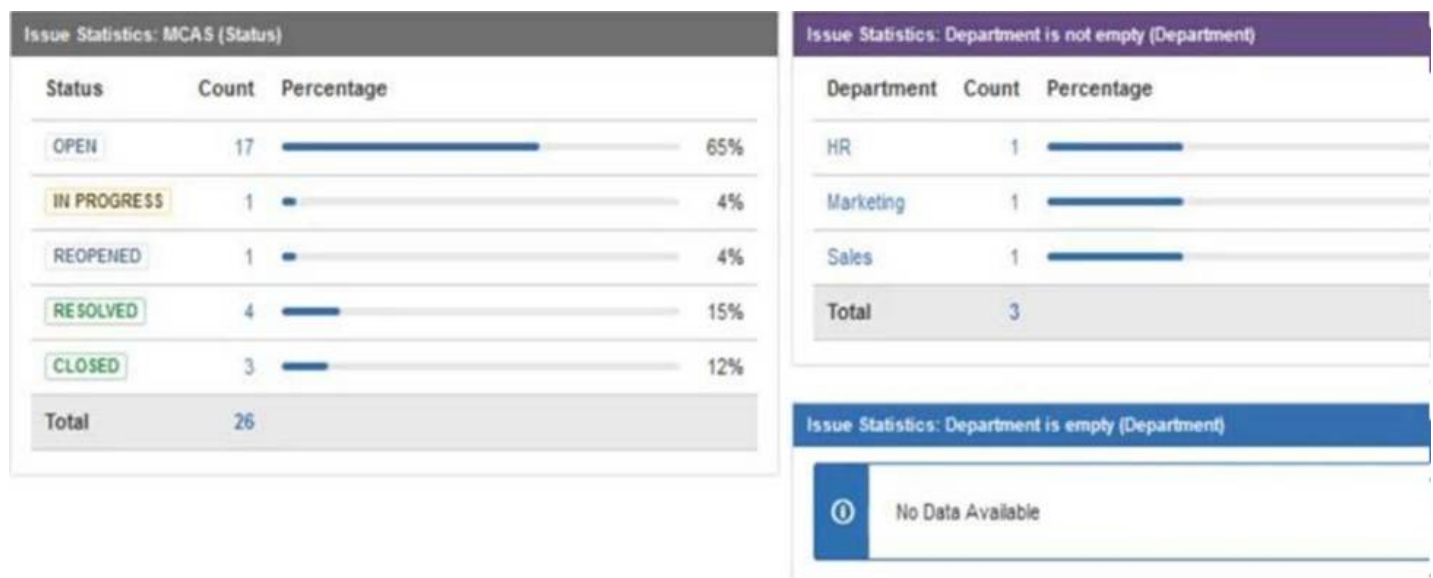 Issue Statistics: MCAS (Status)
Status Count Percentage
OPEN 17 65%
IN PROGRESS 1 4%
REOPENED 1 4%
RESOLVED 4 15%
CLOSED 3 12%
Total 26
Issue Statistics: Department is not empty (Department)
Department Count Percentage
HR 1
Marketing 1
Sales 1
Total 3
Issue Statistics: Department is empty (Department)
No Data Available